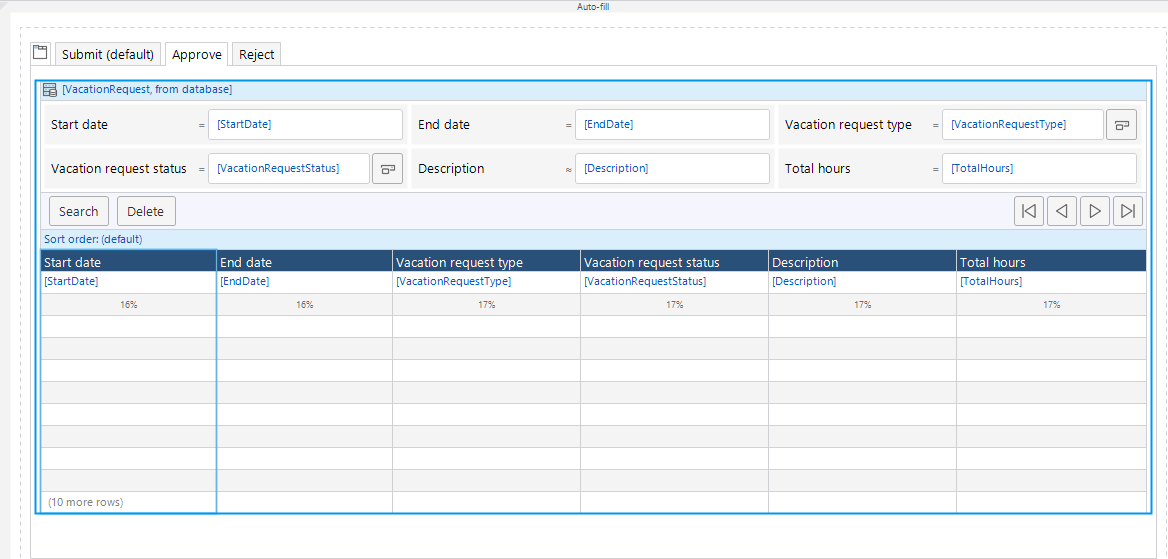 Auto-fill
Submit (default) Approve Reject
[VacationRequest, from database]
Start date = [StartDate] End date = [EndDate] Vacation request type = [VacationRequestType]
Vacation request status = [VacationRequestStatus] Description ≈ [Description] Total hours = [TotalHours]
Search Delete
Sort order: (default)
Start date End date Vacation request type Vacation request status Description Total hours
[StartDate] [EndDate] [VacationRequestType] [VacationRequestStatus] [Description] [TotalHours]
16% 16% 17% 17% 17% 17%
(10 more rows)